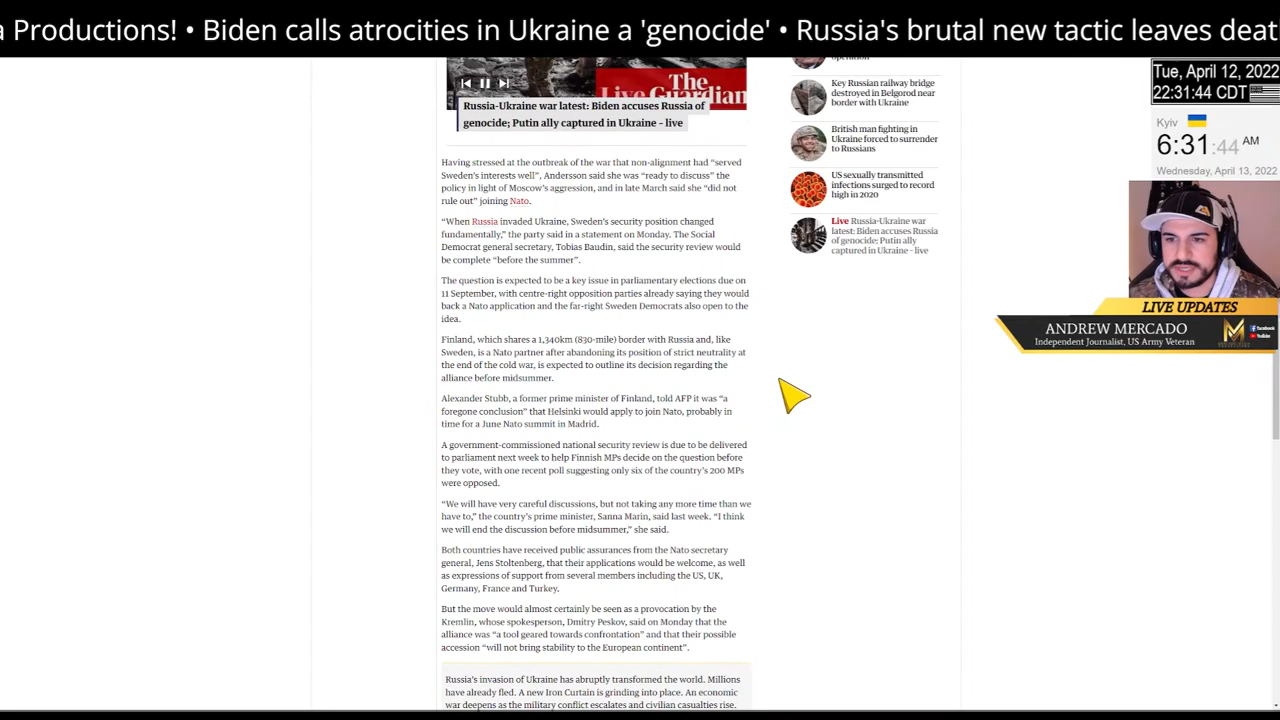 a Productions! • Biden calls atrocities in Ukraine a 'genocide' • Russia's brutal new tactic leaves deat
The
Live Guardian
Russia-Ukraine war latest: Biden accuses Russia of
genocide; Putin ally captured in Ukraine – live
Having stressed at the outbreak of the war that non-alignment had “served
Sweden’s interests well”, Andersson said she was “ready to discuss” the
policy in light of Moscow’s aggression, and in late March said she “did not
rule out” joining Nato.
“When Russia invaded Ukraine, Sweden’s security position changed
fundamentally,” the party said in a statement on Monday. The Social
Democrat general secretary, Tobias Baudin, said the security review would
be complete “before the summer”.
The question is expected to be a key issue in parliamentary elections due on
11 September, with centre-right opposition parties already saying they would
back a Nato application and the far-right Sweden Democrats also open to the
idea.
Finland, which shares a 1,340km (830-mile) border with Russia and, like
Sweden, is a Nato partner after abandoning its position of strict neutrality at
the end of the cold war, is expected to outline its decision regarding the
alliance before midsummer.
Alexander Stubb, a former prime minister of Finland, told AFP it was “a
foregone conclusion” that Helsinki would apply to join Nato, probably in
time for a June Nato summit in Madrid.
A government-commissioned national security review is due to be delivered
to parliament next week to help Finnish MPs decide on the question before
they vote, with one recent poll suggesting only six of the country’s 200 MPs
were opposed.
“We will have very careful discussions, but not taking any more time than we
have to,” the country’s prime minister, Sanna Marin, said last week. “I think
we will end the discussion before midsummer,” she said.
Both countries have received public assurances from the Nato secretary
general, Jens Stoltenberg, that their applications would be welcome, as well
as expressions of support from several members including the US, UK,
Germany, France and Turkey.
But the move would almost certainly be seen as a provocation by the
Kremlin, whose spokesperson, Dmitry Peskov, said on Monday that the
alliance was “a tool geared towards confrontation” and that their possible
accession “will not bring stability to the European continent”.
Russia’s invasion of Ukraine has abruptly transformed the world. Millions
have already fled. A new Iron Curtain is grinding into place. An economic
war deepens as the military conflict escalates and civilian casualties rise.
operation
Key Russian railway bridge
destroyed in Belgorod near
border with Ukraine
British man fighting in
Ukraine forced to surrender
to Russians
US sexually transmitted
infections surged to record
high in 2020
Live Russia-Ukraine war
latest: Biden accuses Russia
of genocide; Putin ally
captured in Ukraine – live
Tue, April 12, 2022
22:31:44 CDT
Kyiv
6:31:44 AM
Wednesday, April 13, 2022
LIVE UPDATES
ANDREW MERCADO
Independent Journalist, US Army Veteran
facebook
YouTube